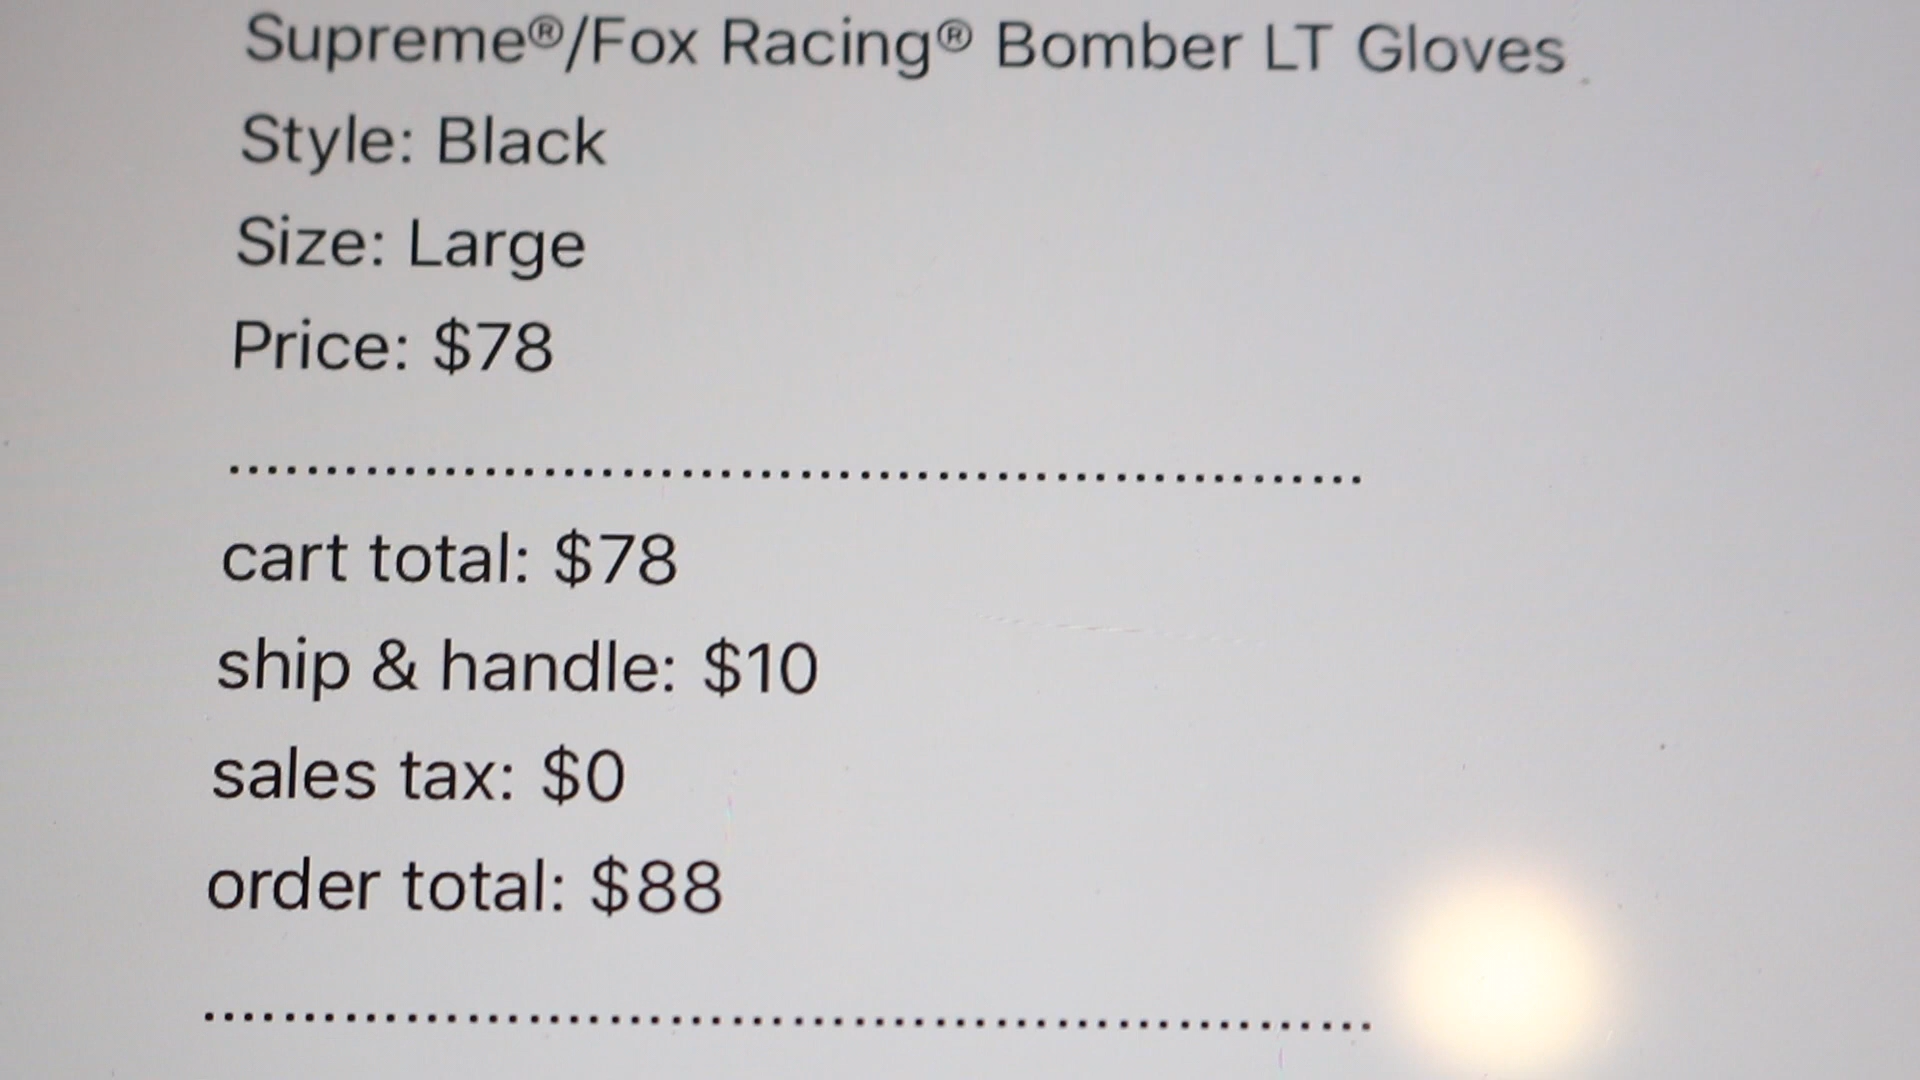 Supreme®/Fox Racing® Bomber LT Gloves
Style: Black
Size: Large
Price: $78
cart total: $78
ship & handle: $10
sales tax: $0
order total: $88